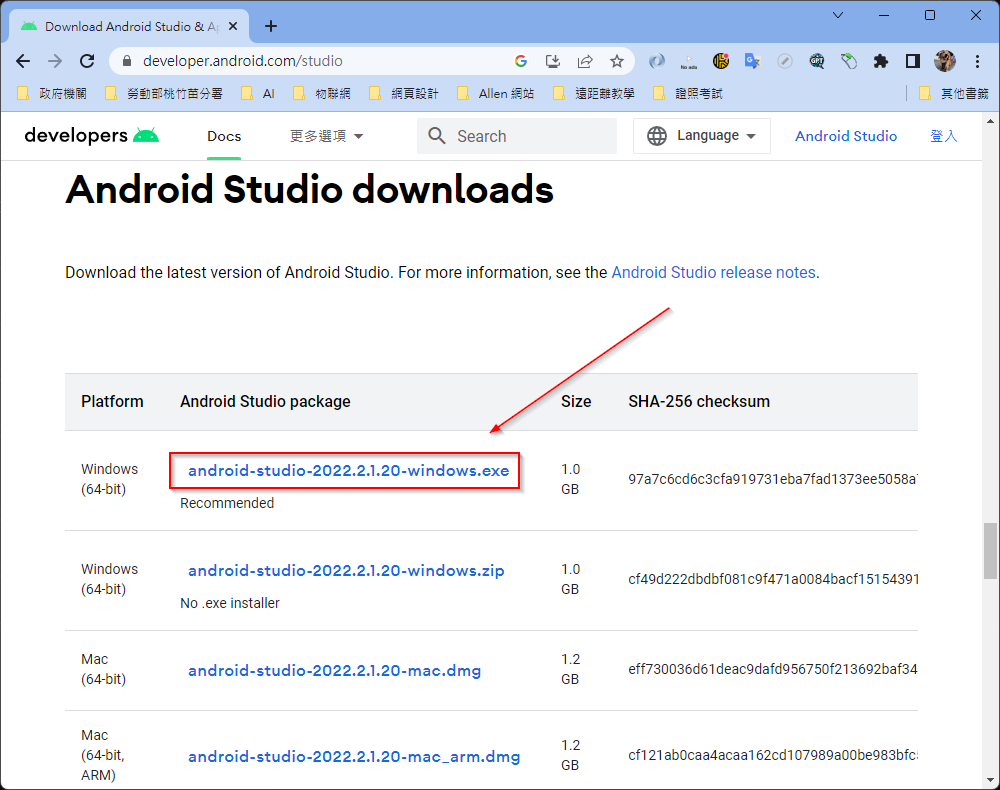 Download Android Studio & A
developer.android.com/studio
政府機關 勞動部桃竹苗分署 AI 物聯網 網頁設計 Allen 網站 遠距離教學 證照考試 其他書籤
developers Docs 更多選項 Search Language Android Studio 登入
Android Studio downloads
Download the latest version of Android Studio. For more information, see the Android Studio release notes.
Platform Android Studio package Size SHA-256 checksum
Windows
(64-bit)
android-studio-2022.2.1.20-windows.exe
Recommended
1.0
GB
97a7c6cd6c3cfa919731eba7fad1373ee5058a
Windows
(64-bit)
android-studio-2022.2.1.20-windows.zip
No .exe installer
1.0
GB
cf49d222dbdbf081c9f471a0084bacf15154391
Mac
(64-bit)
android-studio-2022.2.1.20-mac.dmg
1.2
GB
eff730036d61deac9dafd956750f213692baf34
Mac
(64-bit,
ARM)
android-studio-2022.2.1.20-mac_arm.dmg
1.2
GB
cf121ab0caa4acaa162cd107989a00be983bfc